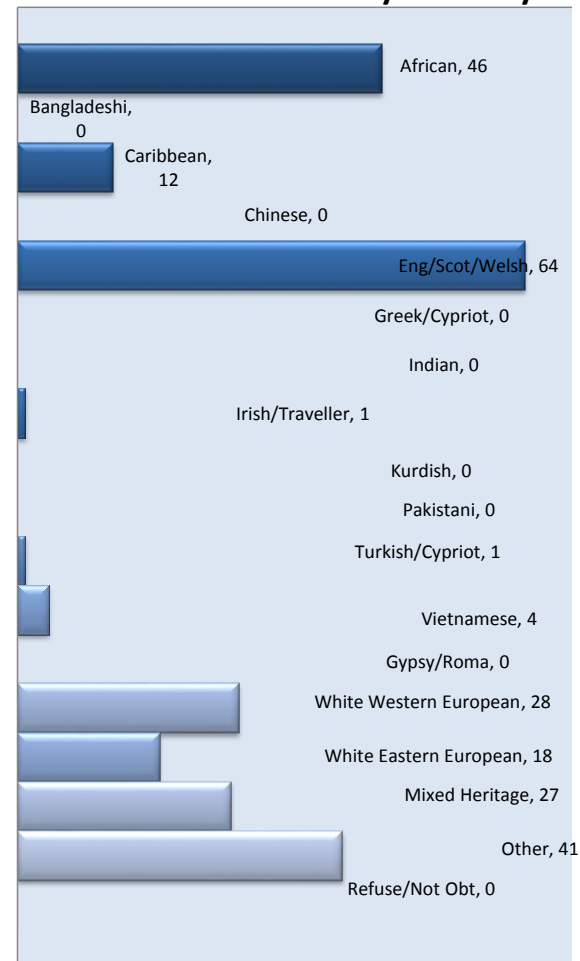 African, 46
Bangladeshi,
0
Caribbean,
12
Chinese, 0
Eng/Scot/Welsh, 64
Greek/Cypriot, 0
Indian, 0
Irish/Traveller, 1
Kurdish, 0
Pakistani, 0
Turkish/Cypriot, 1
Vietnamese, 4
Gypsy/Roma, 0
White Western European, 28
White Eastern European, 18
Mixed Heritage, 27
Other, 41
Refuse/Not Obt, 0